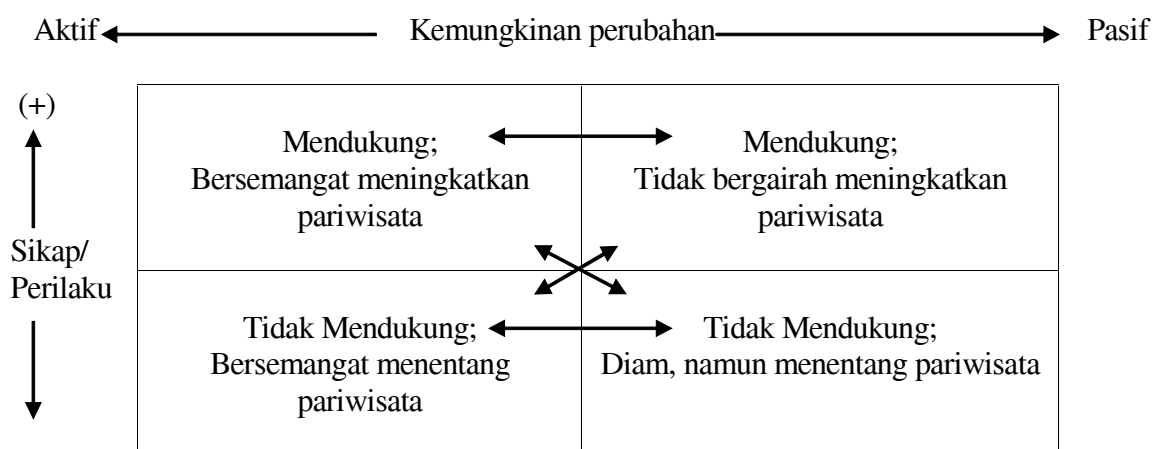 Aktif Kemungkinan perubahan Pasif
(+)
Mendukung;
Bersemangat meningkatkan
pariwisata
Mendukung;
Tidak bergairah meningkatkan
pariwisata
Sikap/
Perilaku
Tidak Mendukung;
Bersemangat menentang
pariwisata
Tidak Mendukung;
Diam, namun menentang pariwisata